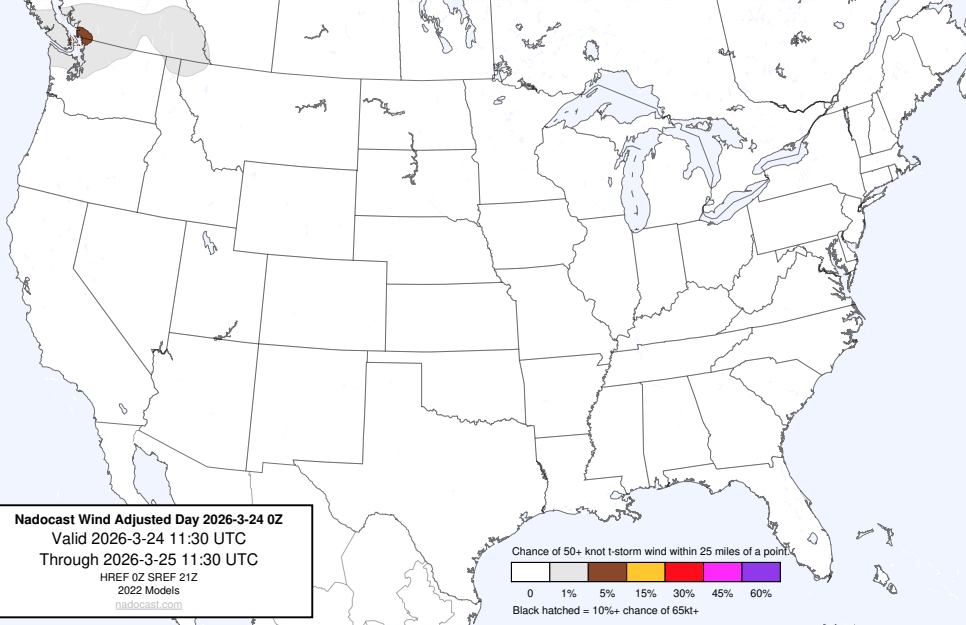 Nadocast Wind Adjusted Day 2026-3-24 0Z
Valid 2026-3-24 11:30 UTC
Through 2026-3-25 11:30 UTC
HREF 0Z SREF 21Z
2022 Models
nadocast.com
Chance of 50+ knot t-storm wind within 25 miles of a point.
0 1% 5% 15% 30% 45% 60%
Black hatched = 10%+ chance of 65kt+